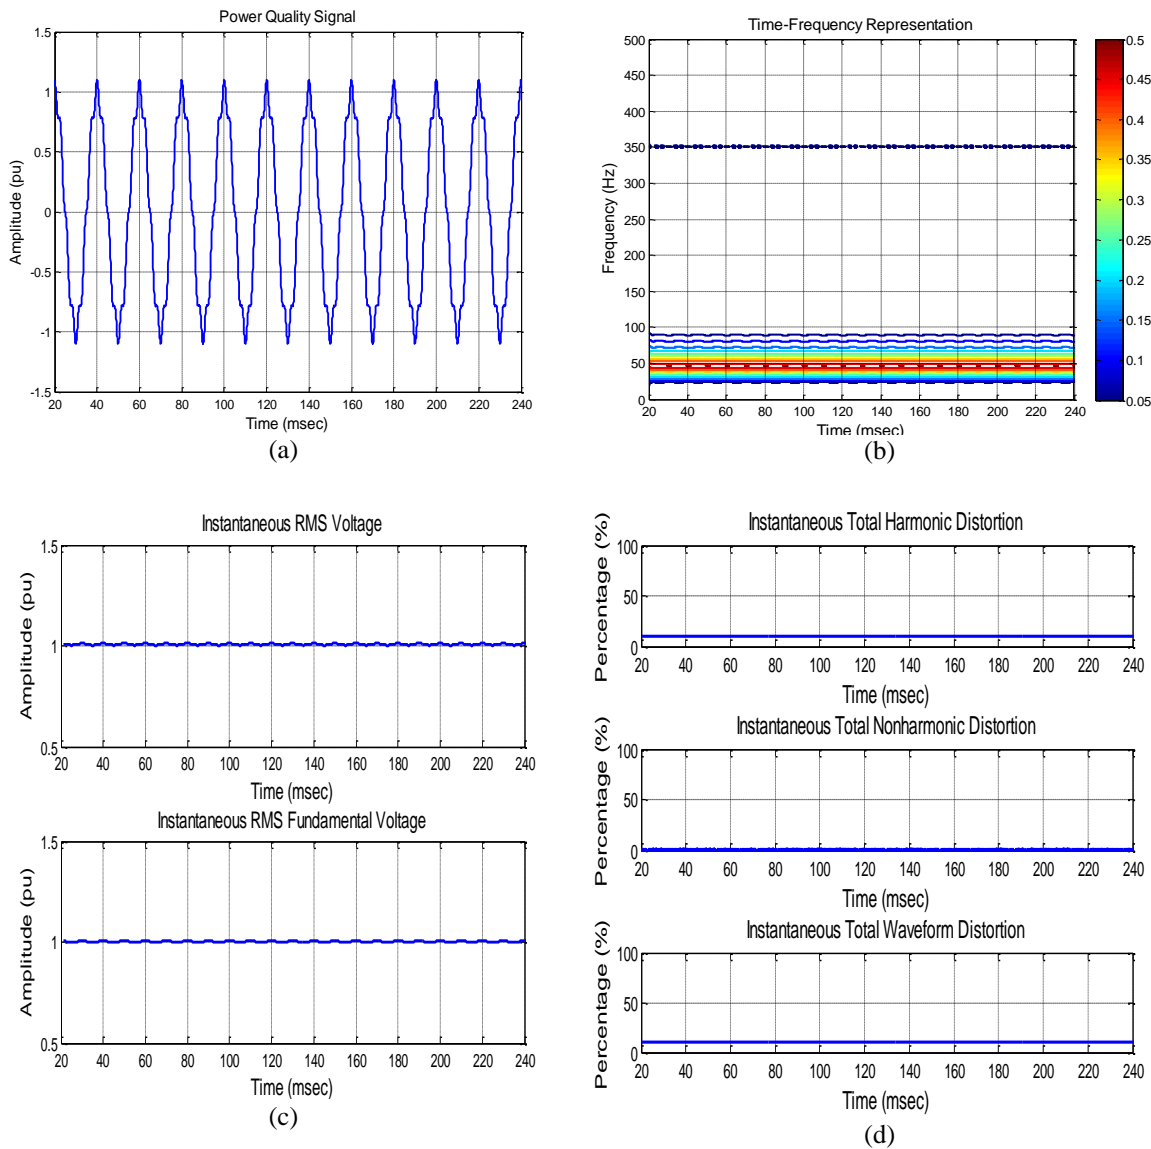 Power Quality Signal
1.5
1
0.5
0
-0.5
-1
-1.5
Amplitude (pu)
20 40 60 80 100 120 140 160 180 200 220 240
Time (msec)
(a)
Time-Frequency Representation
500
450
400
350
300
250
200
150
100
50
0
Frequency (Hz)
20 40 60 80 100 120 140 160 180 200 220 240
Time (msec)
0.5
0.45
0.4
0.35
0.3
0.25
0.2
0.15
0.1
0.05
(b)
Instantaneous RMS Voltage
1.5
1
0.5
Amplitude (pu)
20 40 60 80 100 120 140 160 180 200 220 240
Time (msec)
Instantaneous RMS Fundamental Voltage
1.5
1
0.5
Amplitude (pu)
20 40 60 80 100 120 140 160 180 200 220 240
Time (msec)
(c)
Instantaneous Total Harmonic Distortion
100
50
0
Percentage (%)
20 40 60 80 100 120 140 160 180 200 220 240
Time (msec)
Instantaneous Total Nonharmonic Distortion
100
50
0
Percentage (%)
20 40 60 80 100 120 140 160 180 200 220 240
Time (msec)
Instantaneous Total Waveform Distortion
100
50
0
Percentage (%)
20 40 60 80 100 120 140 160 180 200 220 240
Time (msec)
(d)